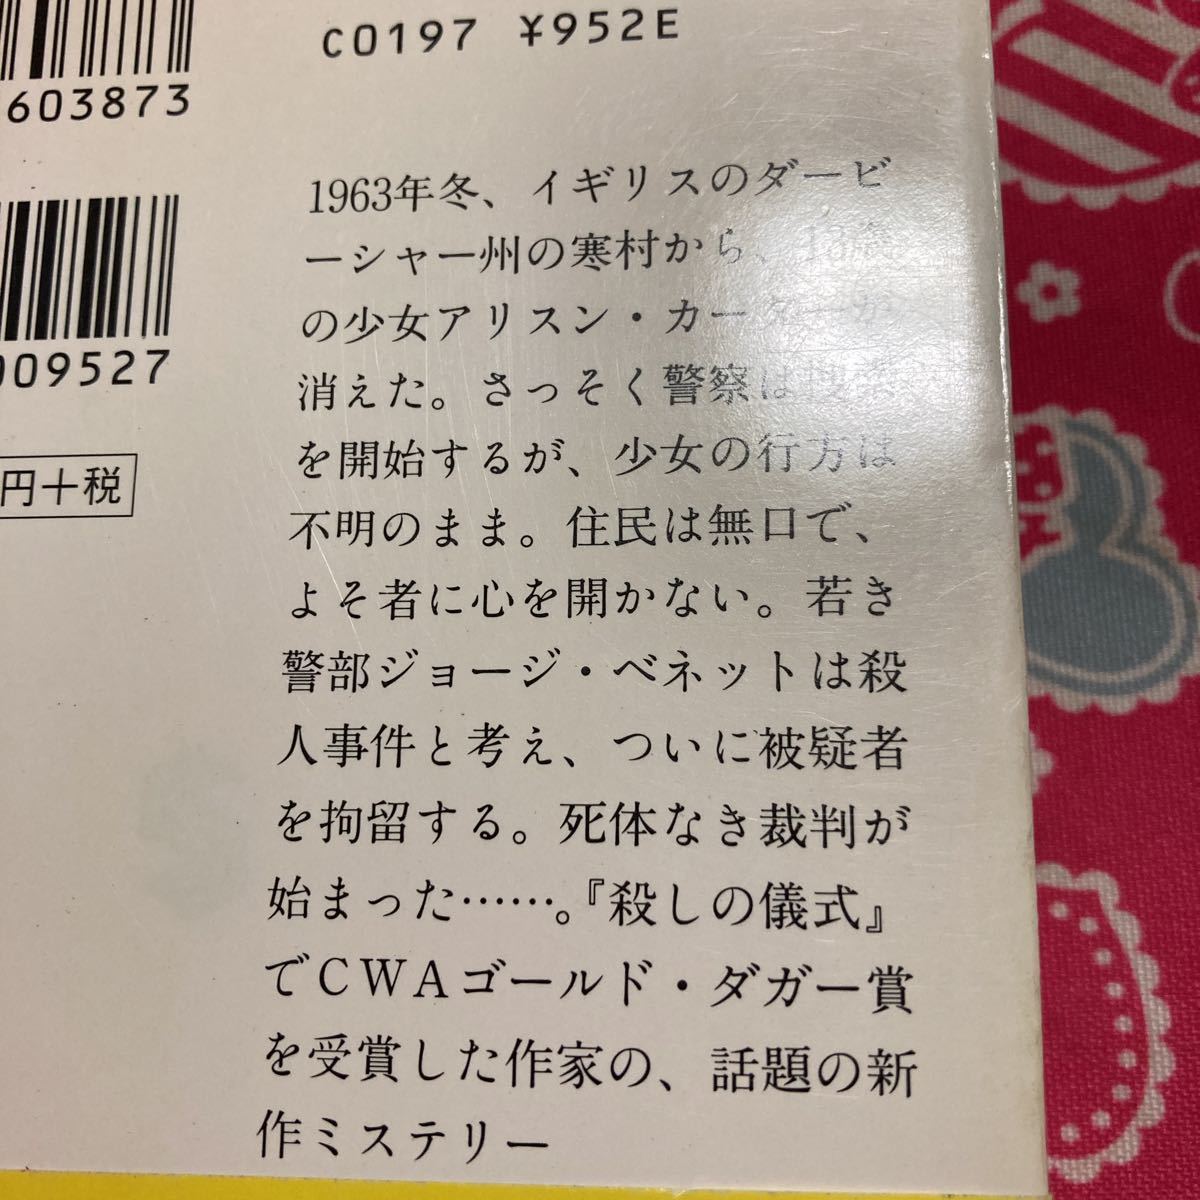 C0197 ¥952E
603873
009527
円+税
1963年冬、イギリスのダービ
ーシャー州の寒村から、13歳
の少女アリスン・カーターが
消えた。さっそく警察は捜索
を開始するが、少女の行方は
不明のまま。住民は無口で、
よそ者に心を開かない。若き
警部ジョージ・ベネットは殺
人事件と考え、ついに被疑者
を拘留する。死体なき裁判が
始まった……。『殺しの儀式』
でCWAゴールド・ダガー賞
を受賞した作家の、話題の新
作ミステリー